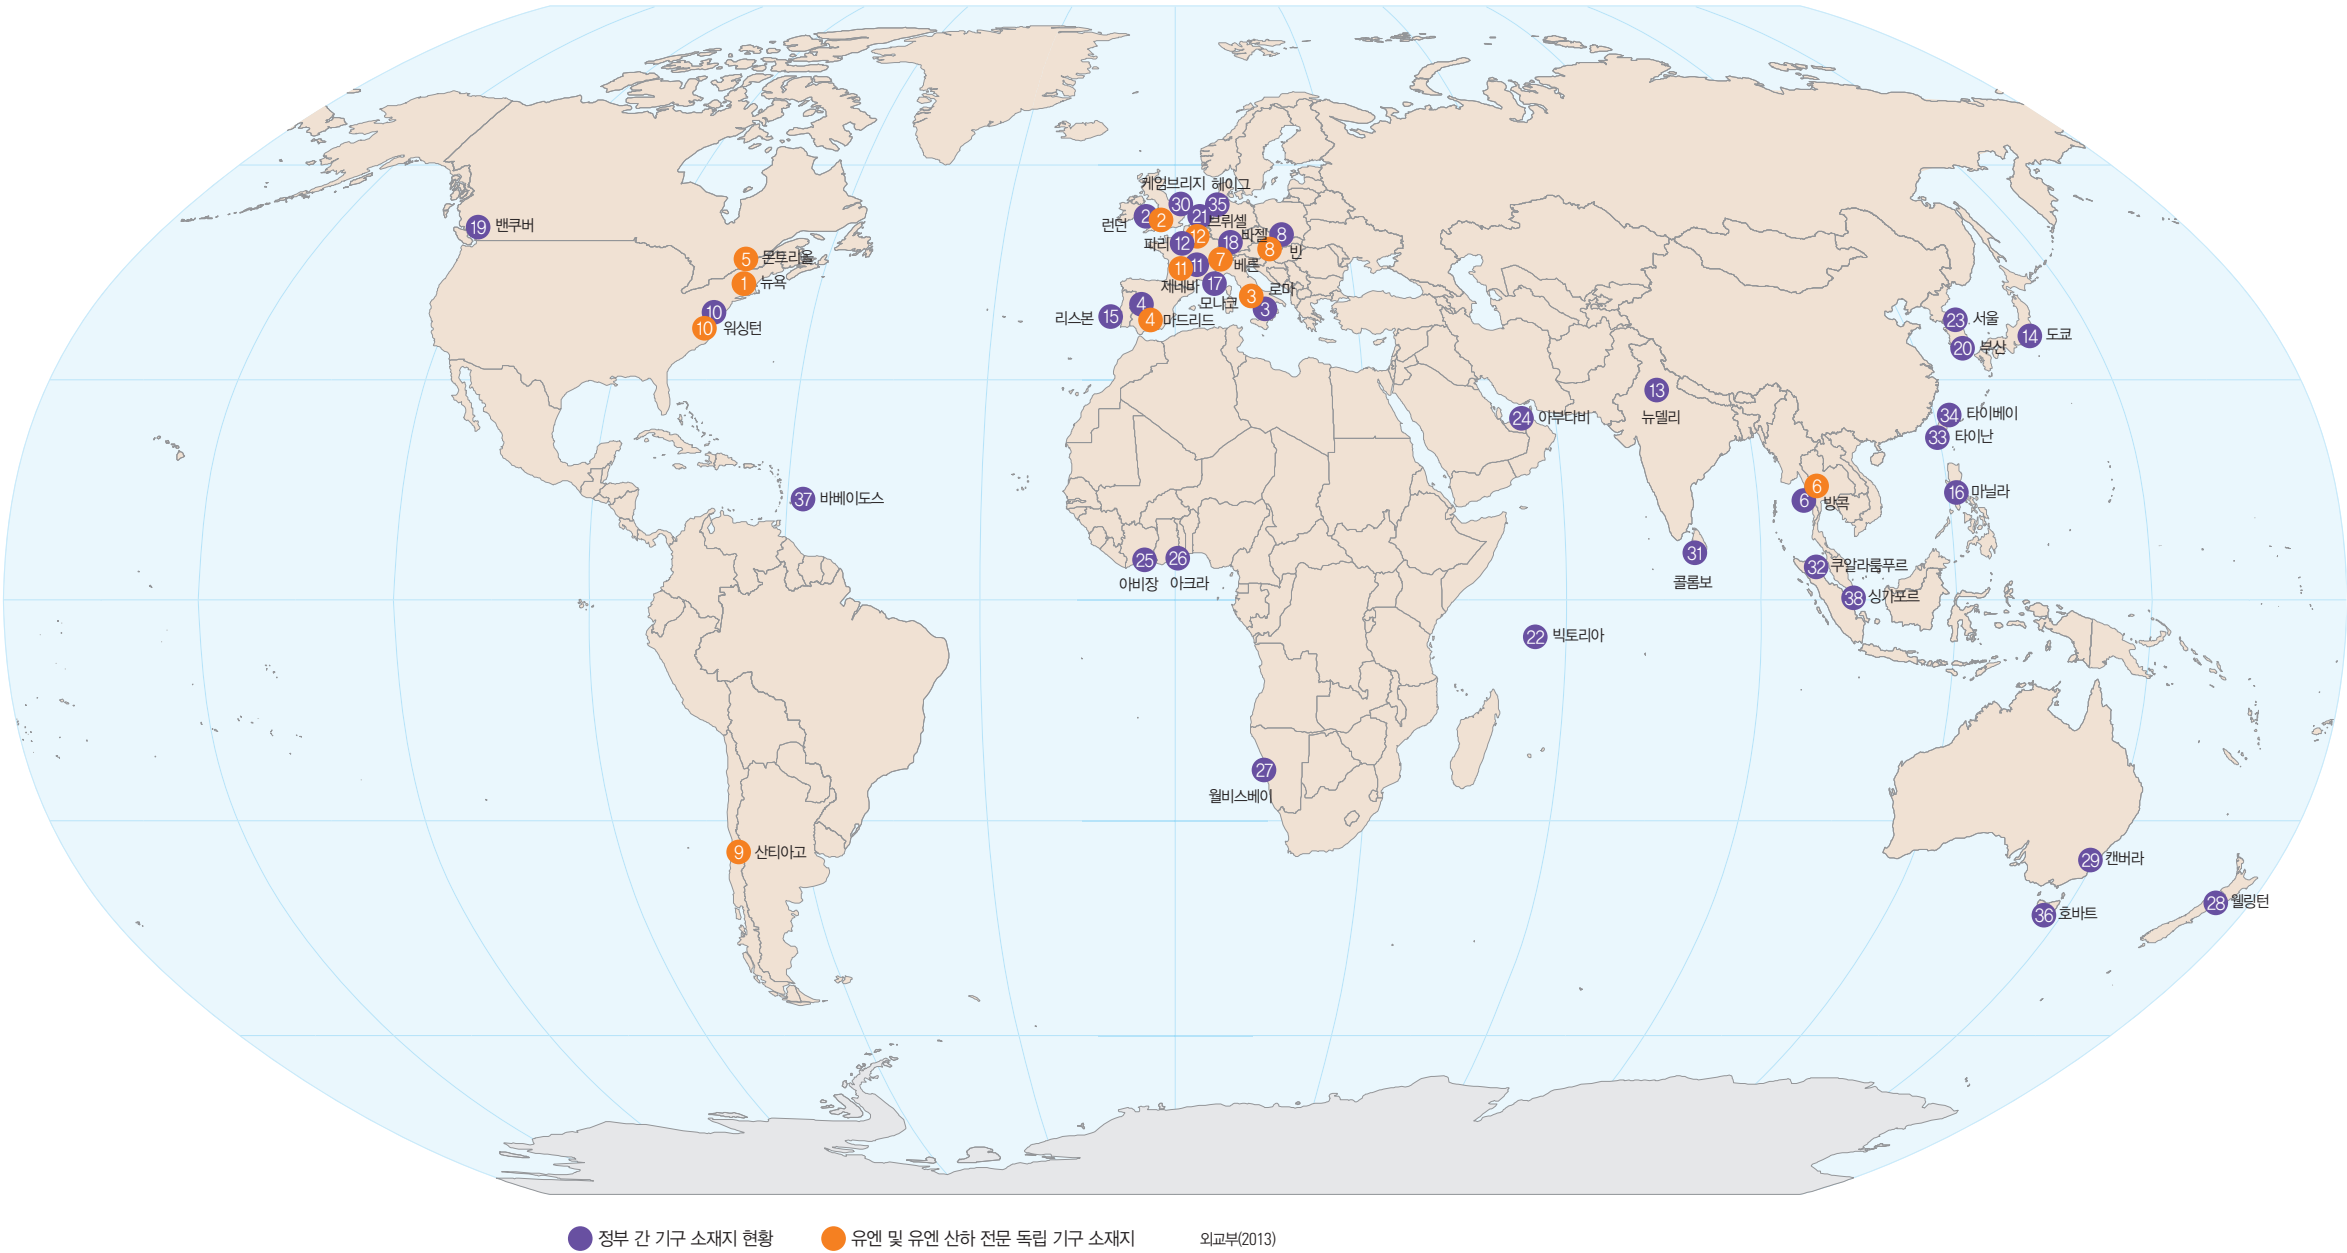 케임브리지 헤이그
30 35
2 2 21 브뤼셀
런던
19 밴쿠버
12 18 바젤 8
파리 12 8 빈
5 몬트리올
11 11 7 베른
1 뉴욕
제네바 17
3 로마
모나코 3
10
10 워싱턴
리스본 15 4
4 마드리드
23 서울
20 부산
14 도쿄
13
뉴델리
24 아부다비
34 타이베이
33 타이난
37 바베이도스
6
6 방콕
16 마닐라
25 26
아비장 아크라
31
콜롬보
32 쿠알라룸푸르
38 싱가포르
22 빅토리아
27
월비스베이
9 산티아고
29 캔버라
28 웰링턴
36 호바트
정부 간 기구 소재지 현황 유엔 및 유엔 산하 전문 독립 기구 소재지 외교부(2013)